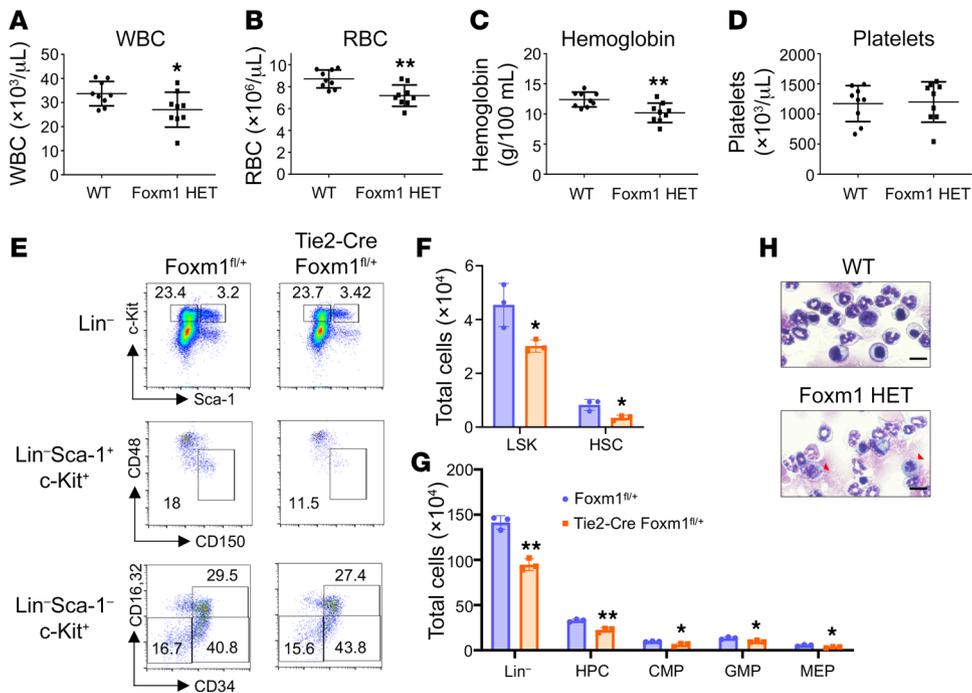 A
WBC
WBC (×10³/μL)
50
40
30
20
10
0
*
WT
Foxm1 HET
B
RBC
RBC (×10⁶/μL)
10
8
6
4
2
0
**
WT
Foxm1 HET
C
Hemoglobin
Hemoglobin
(g/100 mL)
20
15
10
5
0
**
WT
Foxm1 HET
D
Platelets
Platelets
(×10³/μL)
2000
1500
1000
500
0
WT
Foxm1 HET
E
Foxm1fl/+
Tie2-Cre
Foxm1fl/+
Lin⁻
c-Kit
23.4 3.2
23.7 3.42
Sca-1
Lin⁻Sca-1⁺
c-Kit⁺
CD48
18
11.5
CD150
Lin⁻Sca-1⁻
c-Kit⁺
CD16,32
29.5
16.7 40.8
27.4
15.6 43.8
CD34
F
Total cells (×10⁴)
6
4
2
0
*
*
LSK HSC
G
Total cells (×10⁴)
200
150
100
50
0
Foxm1fl/+
Tie2-Cre Foxm1fl/+
**
**
*
*
*
Lin⁻ HPC CMP GMP MEP
H
WT
Foxm1 HET